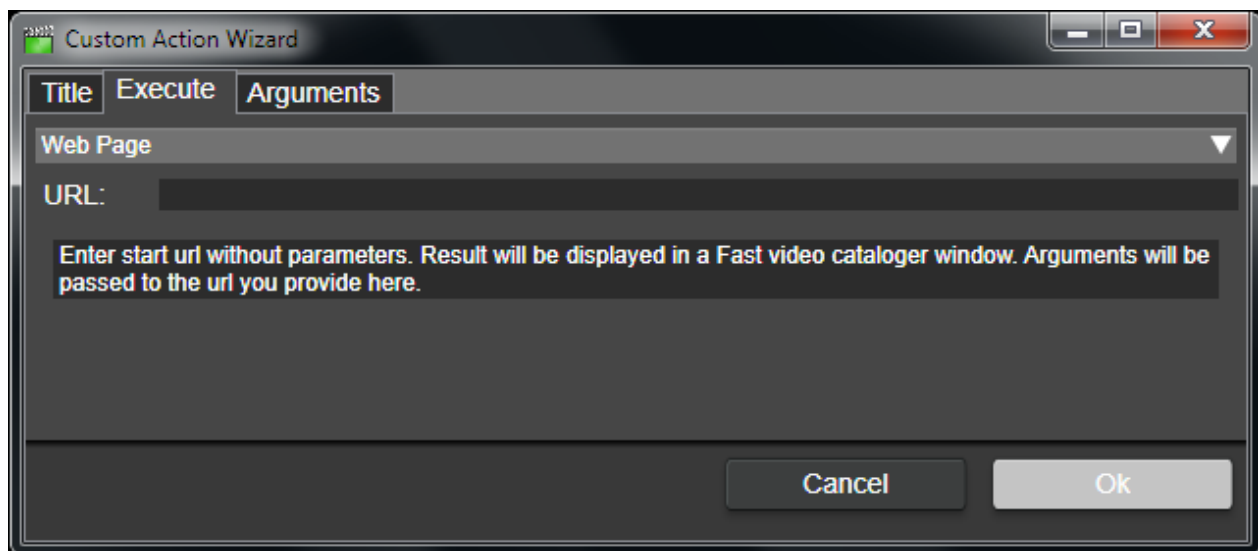 Custom Action Wizard
Title Execute Arguments
Web Page
URL:
Enter start url without parameters. Result will be displayed in a Fast video cataloger window. Arguments will be
passed to the url you provide here.
Cancel Ok